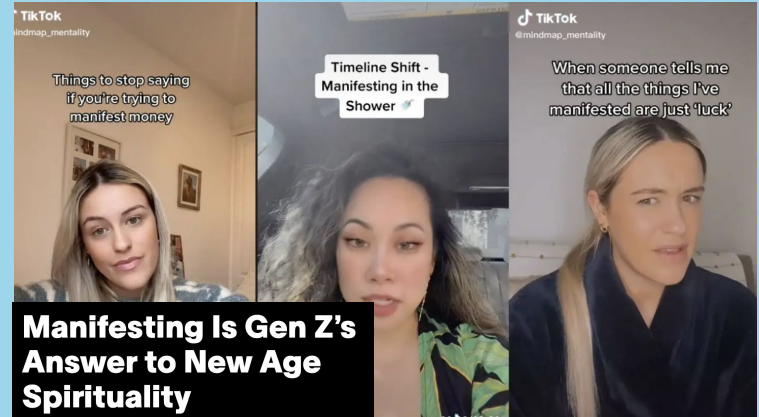 TikTok
indmap_mentality
Things to stop saying
if you're trying to
manifest money
Timeline Shift -
Manifesting in the
Shower
TikTok
@mindmap_mentality
When someone tells me
that all the things I've
manifested are just 'luck'
Manifesting Is Gen Z's
Answer to New Age
Spirituality